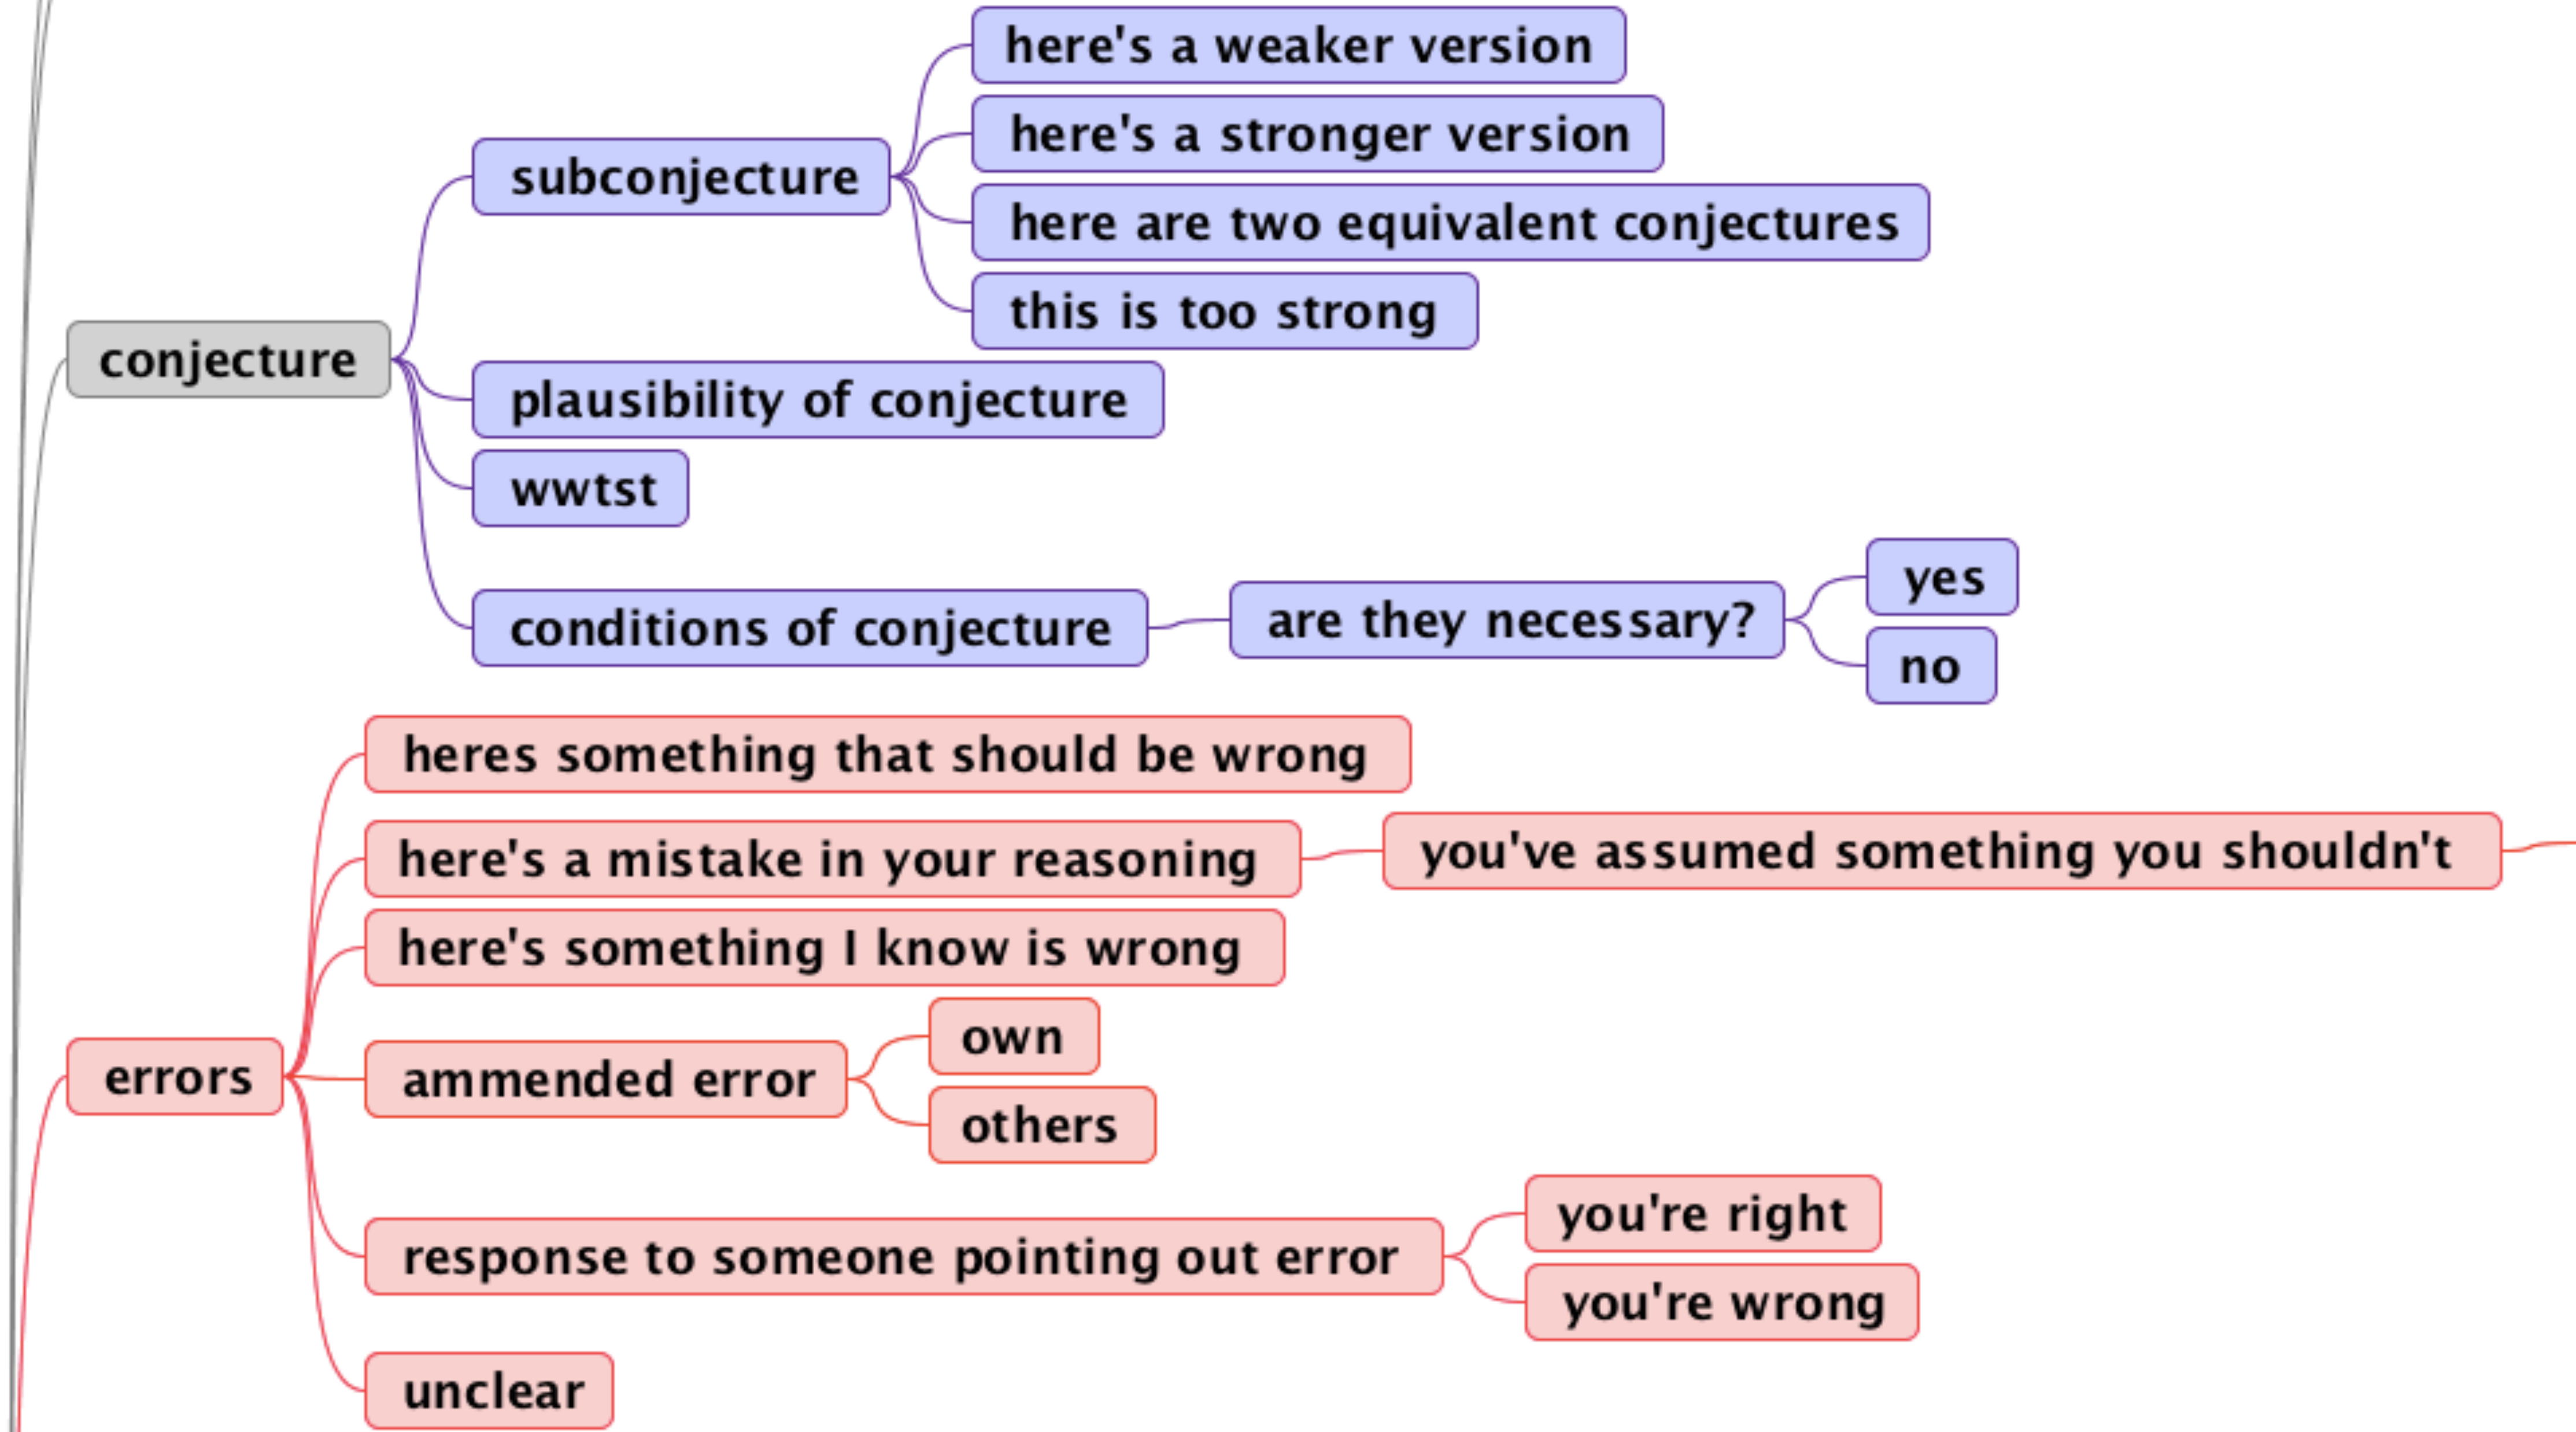 here's a weaker version
here's a stronger version
subconjecture
here are two equivalent conjectures
this is too strong
conjecture
plausibility of conjecture
wwtst
yes
conditions of conjecture
are they necessary?
no
heres something that should be wrong
here's a mistake in your reasoning
you've assumed something you shouldn't
here's something I know is wrong
own
errors
ammended error
others
you're right
response to someone pointing out error
you're wrong
unclear